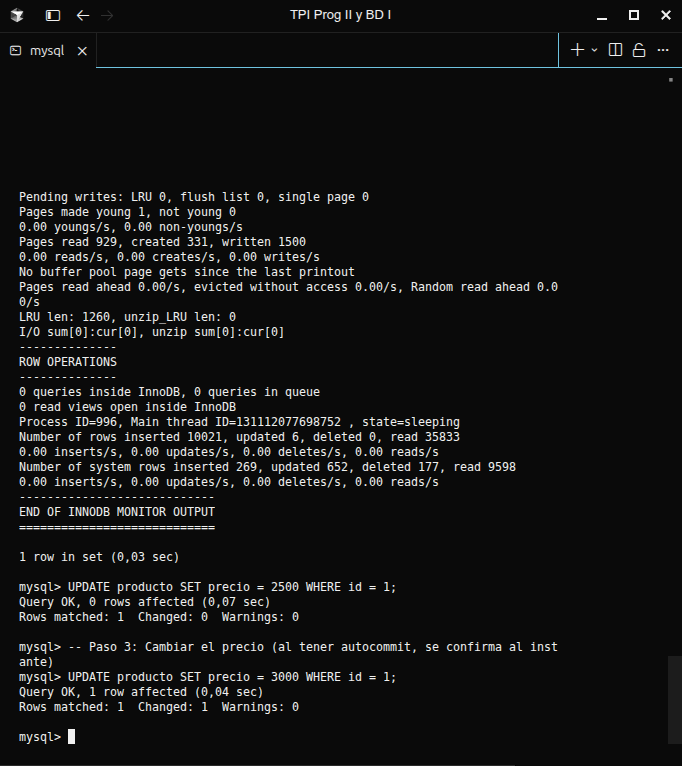 TPI Prog II y BD I
mysql
Pending writes: LRU 0, flush list 0, single page 0
Pages made young 1, not young 0
0.00 youngs/s, 0.00 non-youngs/s
Pages read 929, created 331, written 1500
0.00 reads/s, 0.00 creates/s, 0.00 writes/s
No buffer pool page gets since the last printout
Pages read ahead 0.00/s, evicted without access 0.00/s, Random read ahead 0.0
0/s
LRU len: 1260, unzip_LRU len: 0
I/O sum[0]:cur[0], unzip sum[0]:cur[0]
--------------
ROW OPERATIONS
--------------
0 queries inside InnoDB, 0 queries in queue
0 read views open inside InnoDB
Process ID=996, Main thread ID=131112077698752 , state=sleeping
Number of rows inserted 10021, updated 6, deleted 0, read 35833
0.00 inserts/s, 0.00 updates/s, 0.00 deletes/s, 0.00 reads/s
Number of system rows inserted 269, updated 652, deleted 177, read 9598
0.00 inserts/s, 0.00 updates/s, 0.00 deletes/s, 0.00 reads/s
----------------------------
END OF INNODB MONITOR OUTPUT
============================
1 row in set (0,03 sec)
mysql> UPDATE producto SET precio = 2500 WHERE id = 1;
Query OK, 0 rows affected (0,07 sec)
Rows matched: 1  Changed: 0  Warnings: 0
mysql> -- Paso 3: Cambiar el precio (al tener autocommit, se confirma al inst
ante)
mysql> UPDATE producto SET precio = 3000 WHERE id = 1;
Query OK, 1 row affected (0,04 sec)
Rows matched: 1  Changed: 1  Warnings: 0
mysql>